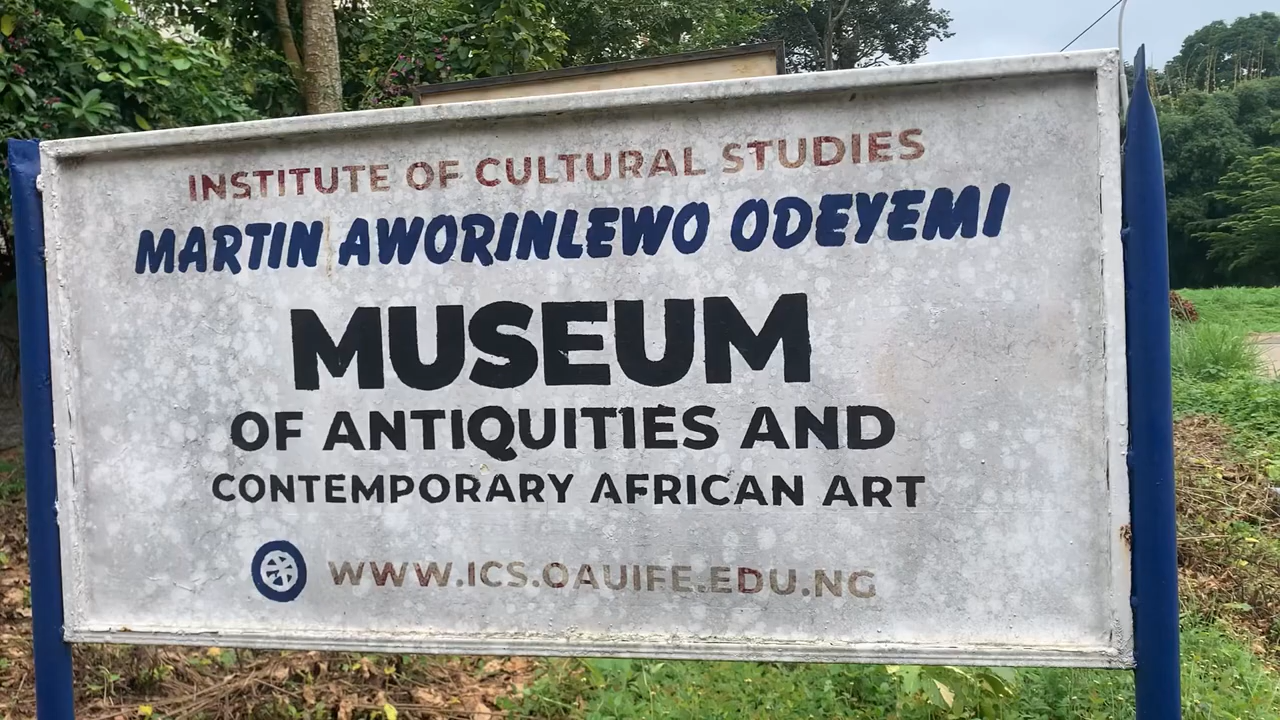 INSTITUTE OF CULTURAL STUDIES
MARTIN AWORINLEWO ODEYEMI
MUSEUM
OF ANTIQUITIES AND
CONTEMPORARY AFRICAN ART
WWW.ICS.OAUIFE.EDU.NG